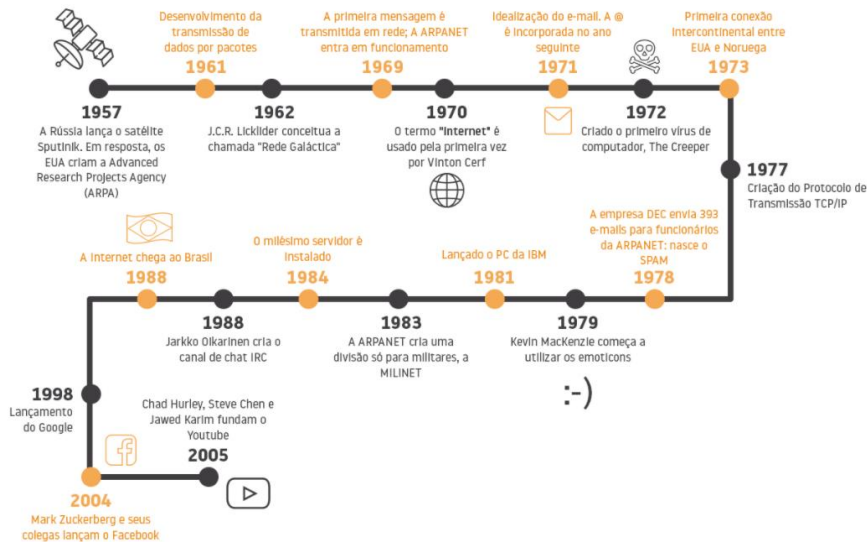 Desenvolvimento da
transmissão de
dados por pacotes
1961
A primeira mensagem é
transmitida em rede; A ARPANET
entra em funcionamento
1969
Idealização do e-mail. A @
é incorporada no ano
seguinte
1971
Primeira conexão
intercontinental entre
EUA e Noruega
1973
1957
A Rússia lança o satélite
Sputinik. Em resposta, os
EUA criam a Advanced
Research Projects Agency
(ARPA)
1962
J.C.R. Licklider conceitua a
chamada "Rede Galáctica"
1970
O termo "Internet" é
usado pela primeira vez
por Vinton Cerf
1972
Criado o primeiro vírus de
computador, The Creeper
1977
Criação do Protocolo de
Transmissão TCP/IP
A empresa DEC envia 393
e-mails para funcionários
da ARPANET: nasce o
SPAM
1978
1979
Kevin MacKenzie começa a
utilizar os emoticons
:-)
Lançado o PC da IBM
1981
1983
A ARPANET cria uma
divisão só para militares, a
MILINET
O milésimo servidor é
instalado
1984
1988
Jarkko Oikarinen cria o
canal de chat IRC
A Internet chega ao Brasil
1988
1998
Lançamento
do Google
2004
Mark Zuckerberg e seus
colegas lançam o Facebook
Chad Hurley, Steve Chen e
Jawed Karim fundam o
Youtube
2005